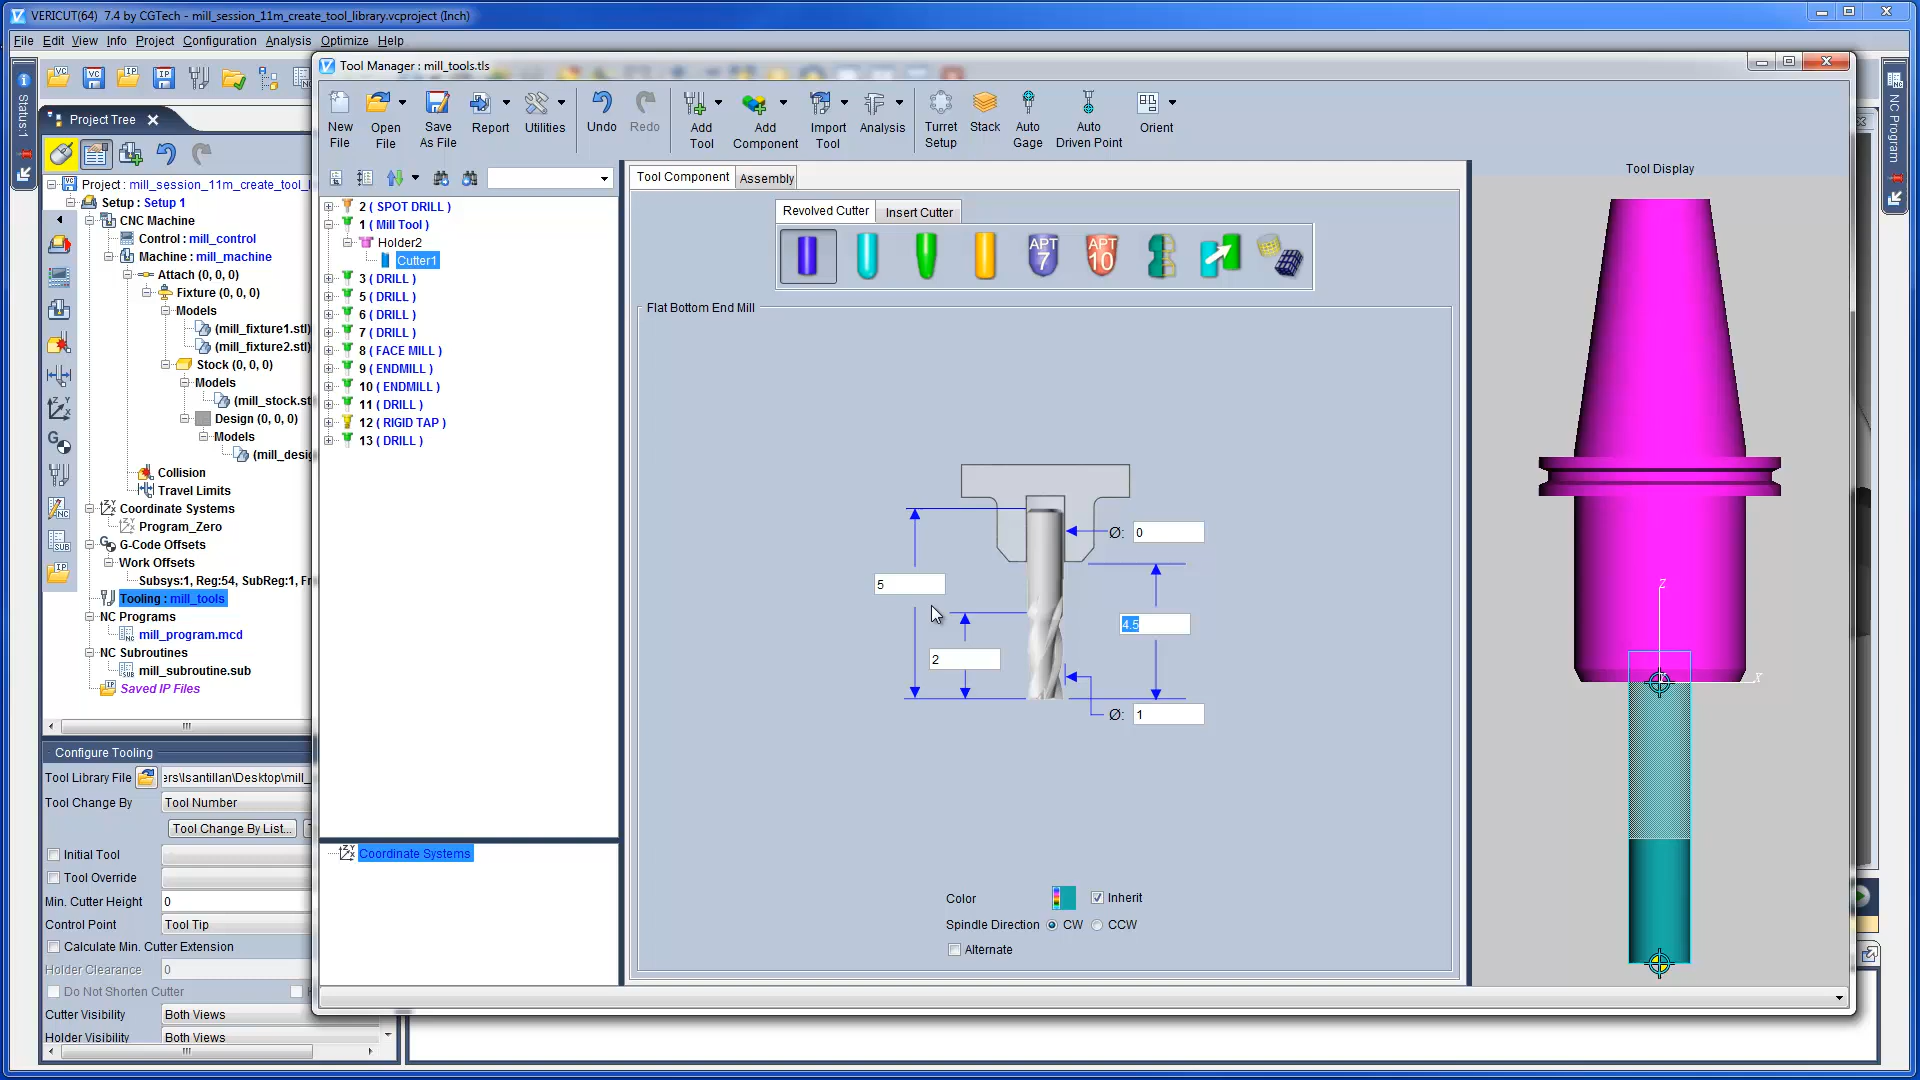 VERICUT(64) 7.4 by CGTech - mill_session_11m_create_tool_library.vcproject (Inch)
File Edit View Info Project Configuration Analysis Optimize Help
Tool Manager : mill_tools.tls
Status:1
NC Program
Project Tree
New File
Open File
Save As File
Report
Utilities
Undo
Redo
Add Tool
Add Component
Import Tool
Analysis
Turret Setup
Stack
Auto Gage
Auto Driven Point
Orient
Project : mill_session_11m_create_tool_l
Setup : Setup 1
CNC Machine
Control : mill_control
Machine : mill_machine
Attach (0, 0, 0)
Fixture (0, 0, 0)
Models
(mill_fixture1.stl)
(mill_fixture2.stl)
Stock (0, 0, 0)
Models
(mill_stock.st
Design (0, 0, 0)
Models
(mill_desig
Collision
Travel Limits
Coordinate Systems
Program_Zero
G-Code Offsets
Work Offsets
Subsys:1, Reg:54, SubReg:1, Fr
Tooling : mill_tools
NC Programs
mill_program.mcd
NC Subroutines
mill_subroutine.sub
Saved IP Files
Configure Tooling
Tool Library File ers\lsantillan\Desktop\mill_
Tool Change By Tool Number
Tool Change By List...
Initial Tool
Tool Override
Min. Cutter Height 0
Control Point Tool Tip
Calculate Min. Cutter Extension
Holder Clearance 0
Do Not Shorten Cutter
Cutter Visibility Both Views
Holder Visibility Both Views
2 ( SPOT DRILL )
1 ( Mill Tool )
Holder2
Cutter1
3 ( DRILL )
5 ( DRILL )
6 ( DRILL )
7 ( DRILL )
8 ( FACE MILL )
9 ( ENDMILL )
10 ( ENDMILL )
11 ( DRILL )
12 ( RIGID TAP )
13 ( DRILL )
Coordinate Systems
Tool Component Assembly
Revolved Cutter Insert Cutter
APT 7
APT 10
Flat Bottom End Mill
Ø: 0
5
4.5
2
Ø: 1
Color Inherit
Spindle Direction CW CCW
Alternate
Tool Display
Z
X